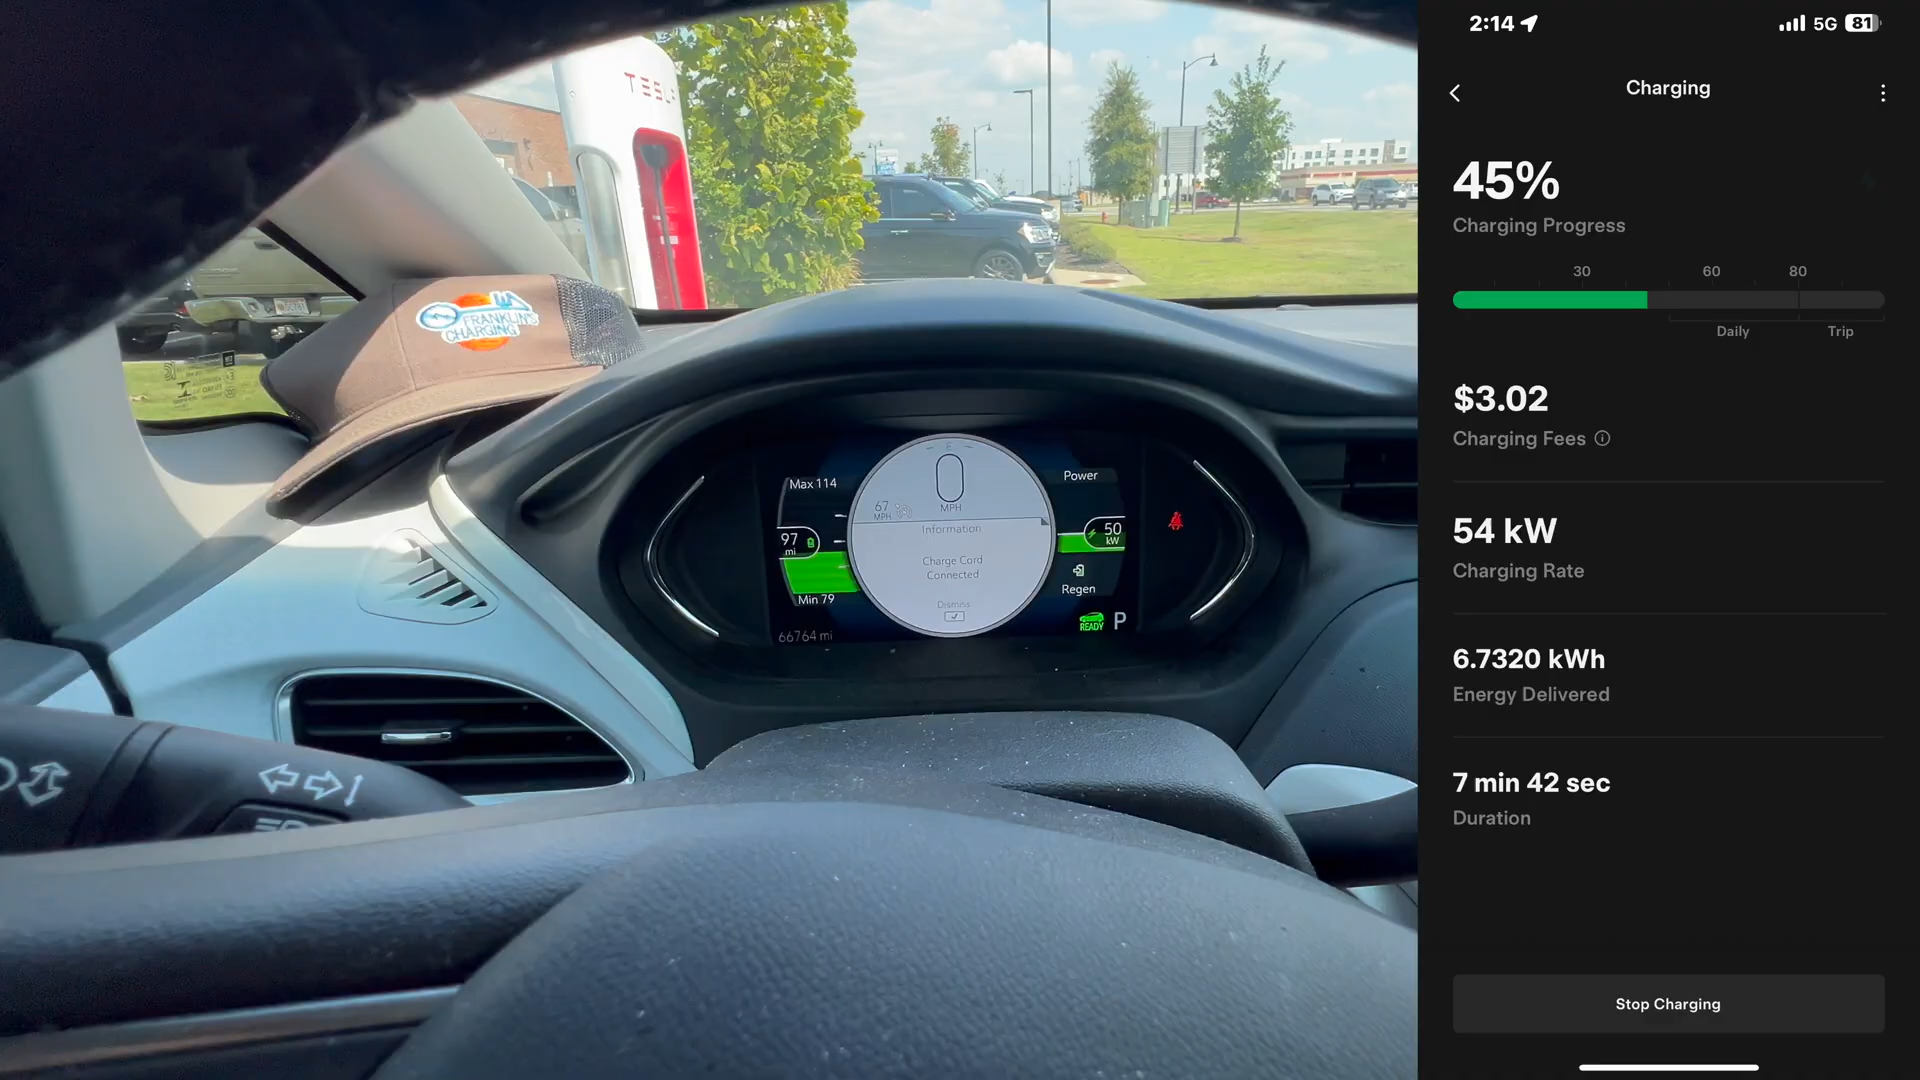 TESL
FRANKLIN'S
CHARGING
Max 114
97
mi
Min 79
66764 mi
0
MPH
67
MPH
Information
Charge Cord
Connected
Dismiss
Power
50
kW
Regen
READY
P
2:14
5G
81
Charging
45%
Charging Progress
30
60
80
Daily
Trip
$3.02
Charging Fees
54 kW
Charging Rate
6.7320 kWh
Energy Delivered
7 min 42 sec
Duration
Stop Charging